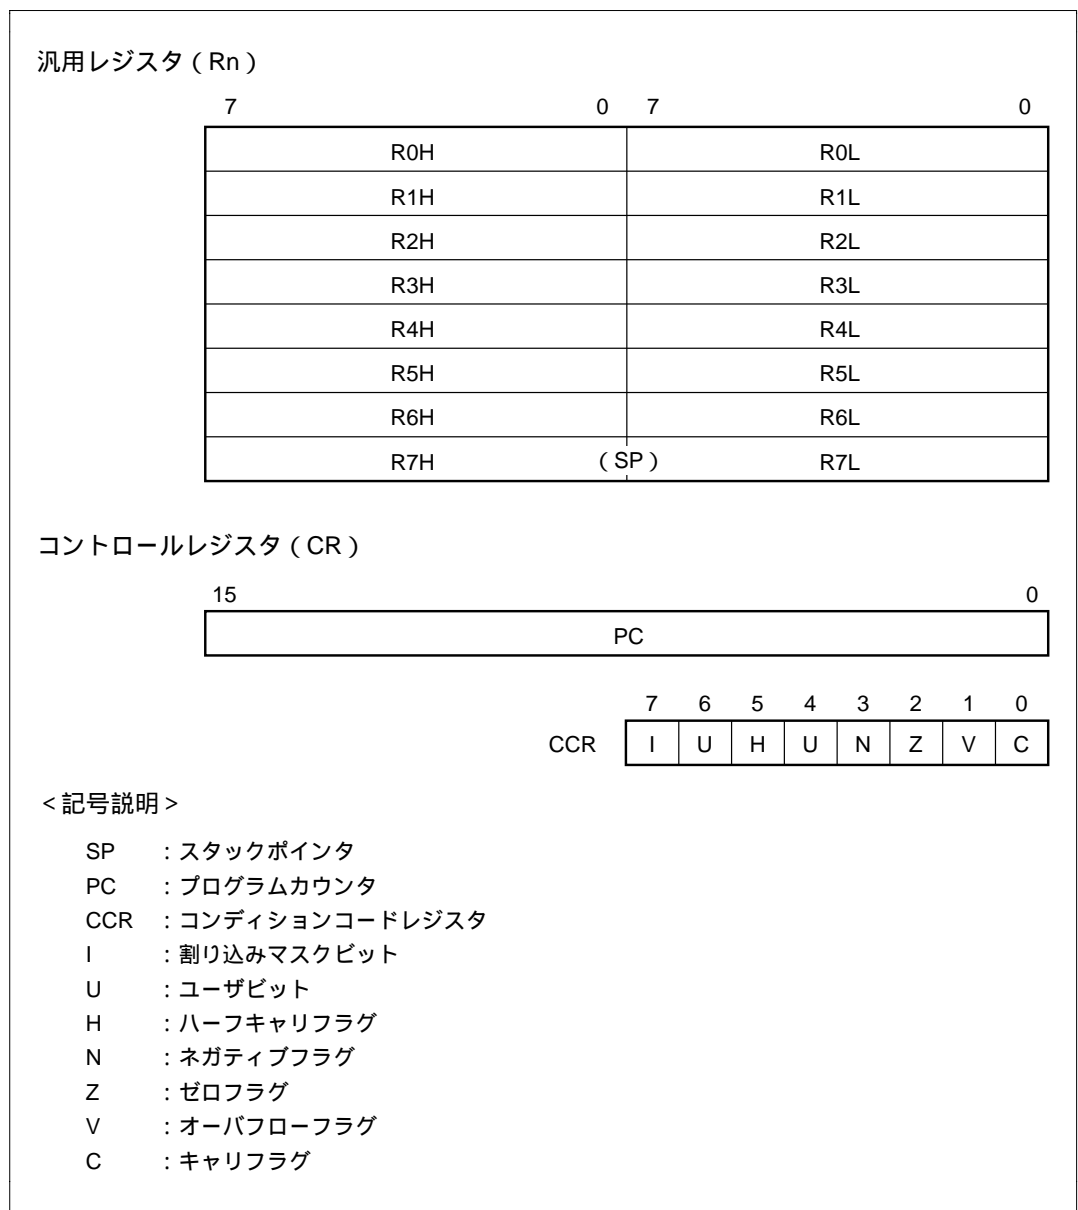 汎用レジスタ（Rn）
7 0 7 0
R0H R0L
R1H R1L
R2H R2L
R3H R3L
R4H R4L
R5H R5L
R6H R6L
R7H （SP） R7L
コントロールレジスタ（CR）
15 0
PC
7 6 5 4 3 2 1 0
CCR I U H U N Z V C
＜記号説明＞
SP ：スタックポインタ
PC ：プログラムカウンタ
CCR ：コンディションコードレジスタ
I ：割り込みマスクビット
U ：ユーザビット
H ：ハーフキャリフラグ
N ：ネガティブフラグ
Z ：ゼロフラグ
V ：オーバフローフラグ
C ：キャリフラグ